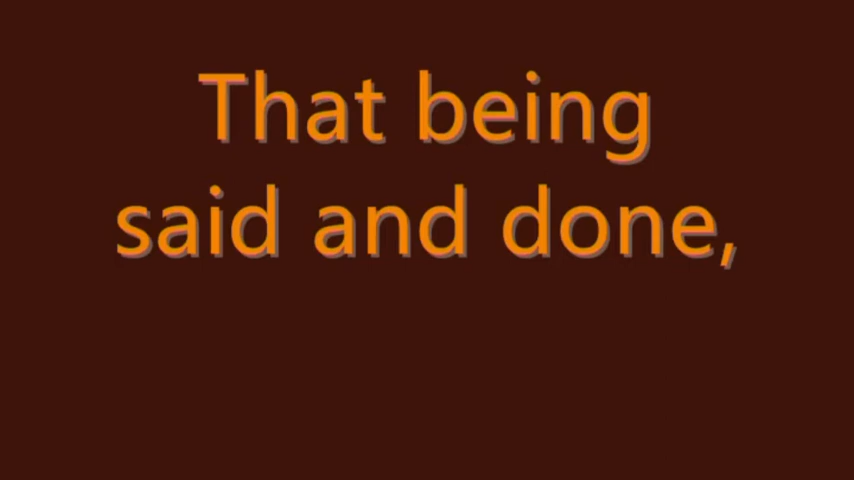 That being
said and done,